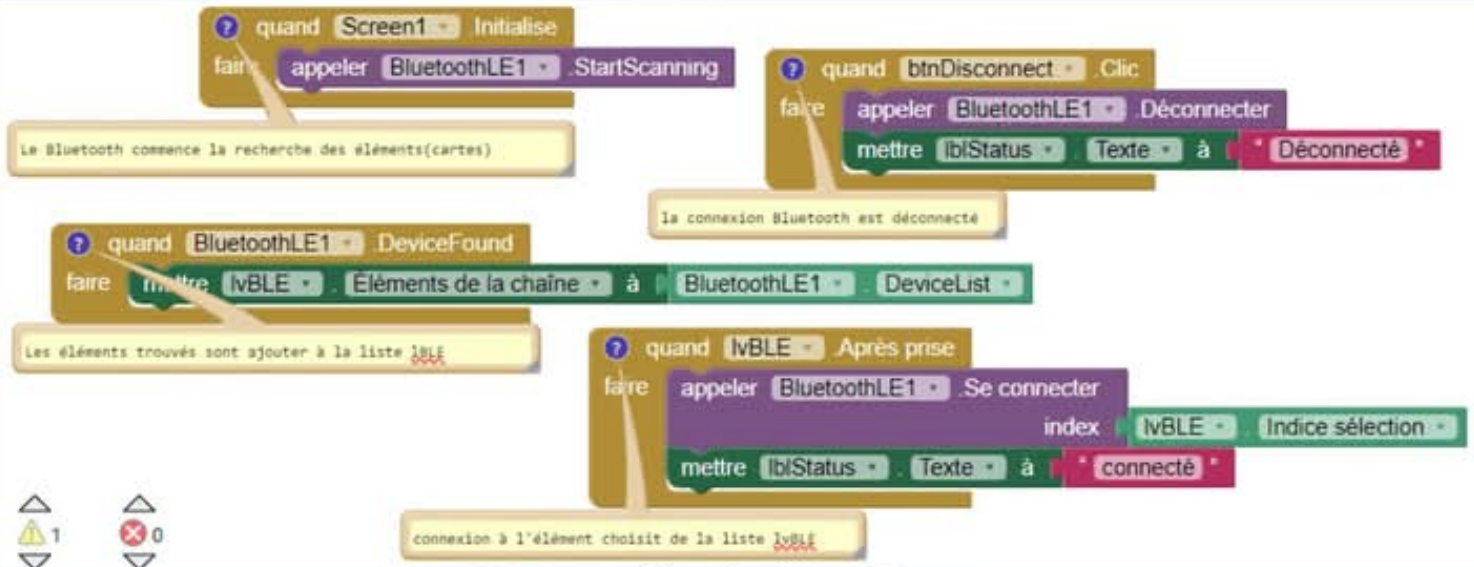 ? quand Screen1 .Initialise
faire appeler BluetoothLE1 .StartScanning
Le Bluetooth commence la recherche des éléments(cartes)
? quand btnDisconnect .Clic
faire appeler BluetoothLE1 .Déconnecter
mettre lblStatus . Texte à " Déconnecté "
la connexion Bluetooth est déconnecté
? quand BluetoothLE1 .DeviceFound
faire mettre lvBLE . Éléments de la chaîne à BluetoothLE1 . DeviceList
Les éléments trouvés sont ajouter à la liste lBLE
? quand lvBLE .Après prise
faire appeler BluetoothLE1 .Se connecter
index lvBLE . Indice sélection
mettre lblStatus . Texte à " connecté "
connexion à l'élément choisit de la liste lvBLE
1 0